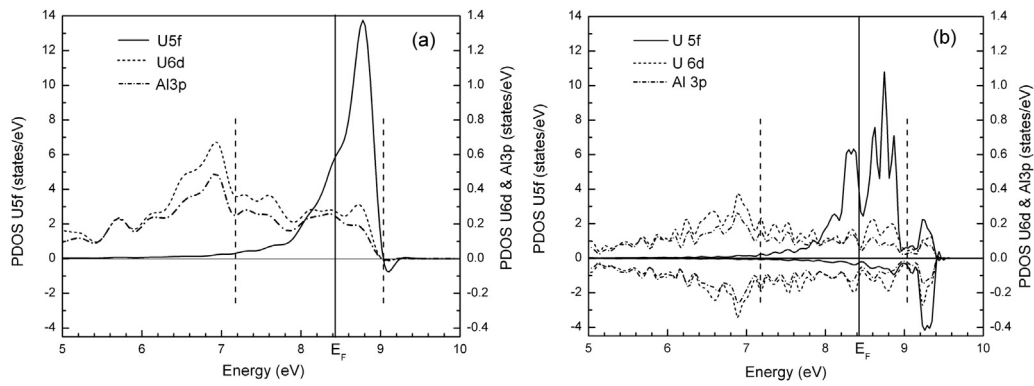 (a)
U5f
U6d
Al3p
PDOS U5f (states/eV)
14
12
10
8
6
4
2
0
-2
-4
PDOS U6d & Al3p (states/eV)
1.4
1.2
1.0
0.8
0.6
0.4
0.2
0.0
-0.2
-0.4
5 6 7 8 E_F 9 10
Energy (eV)
(b)
U 5f
U 6d
Al 3p
PDOS U5f (states/eV)
14
12
10
8
6
4
2
0
-2
-4
PDOS U6d & Al3p (states/eV)
1.4
1.2
1.0
0.8
0.6
0.4
0.2
0.0
-0.2
-0.4
5 6 7 8 E_F 9 10
Energy (eV)